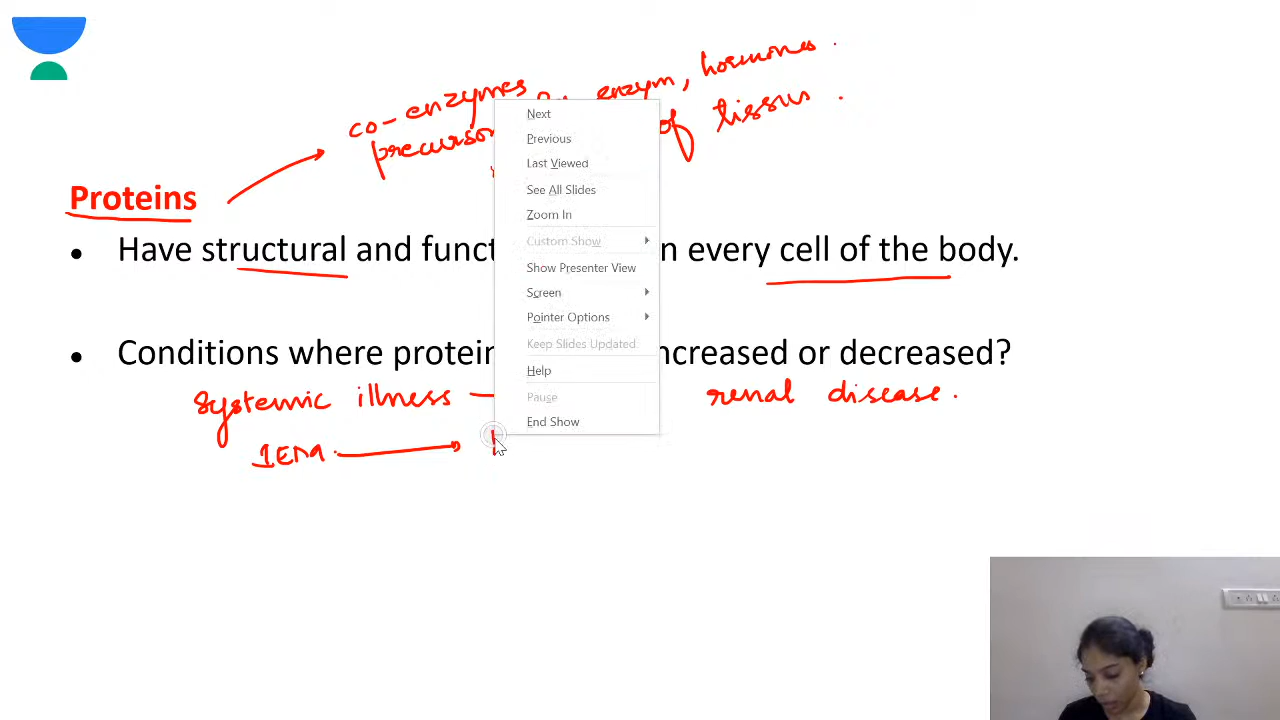 co-enzymes enzym, hormones.
precursor of tissus.
Proteins
• Have structural and funct n every cell of the body.
• Conditions where protein ncreased or decreased?
systemic illness — renal disease.
IEM
Next
Previous
Last Viewed
See All Slides
Zoom In
Custom Show
Show Presenter View
Screen
Pointer Options
Keep Slides Updated
Help
Pause
End Show